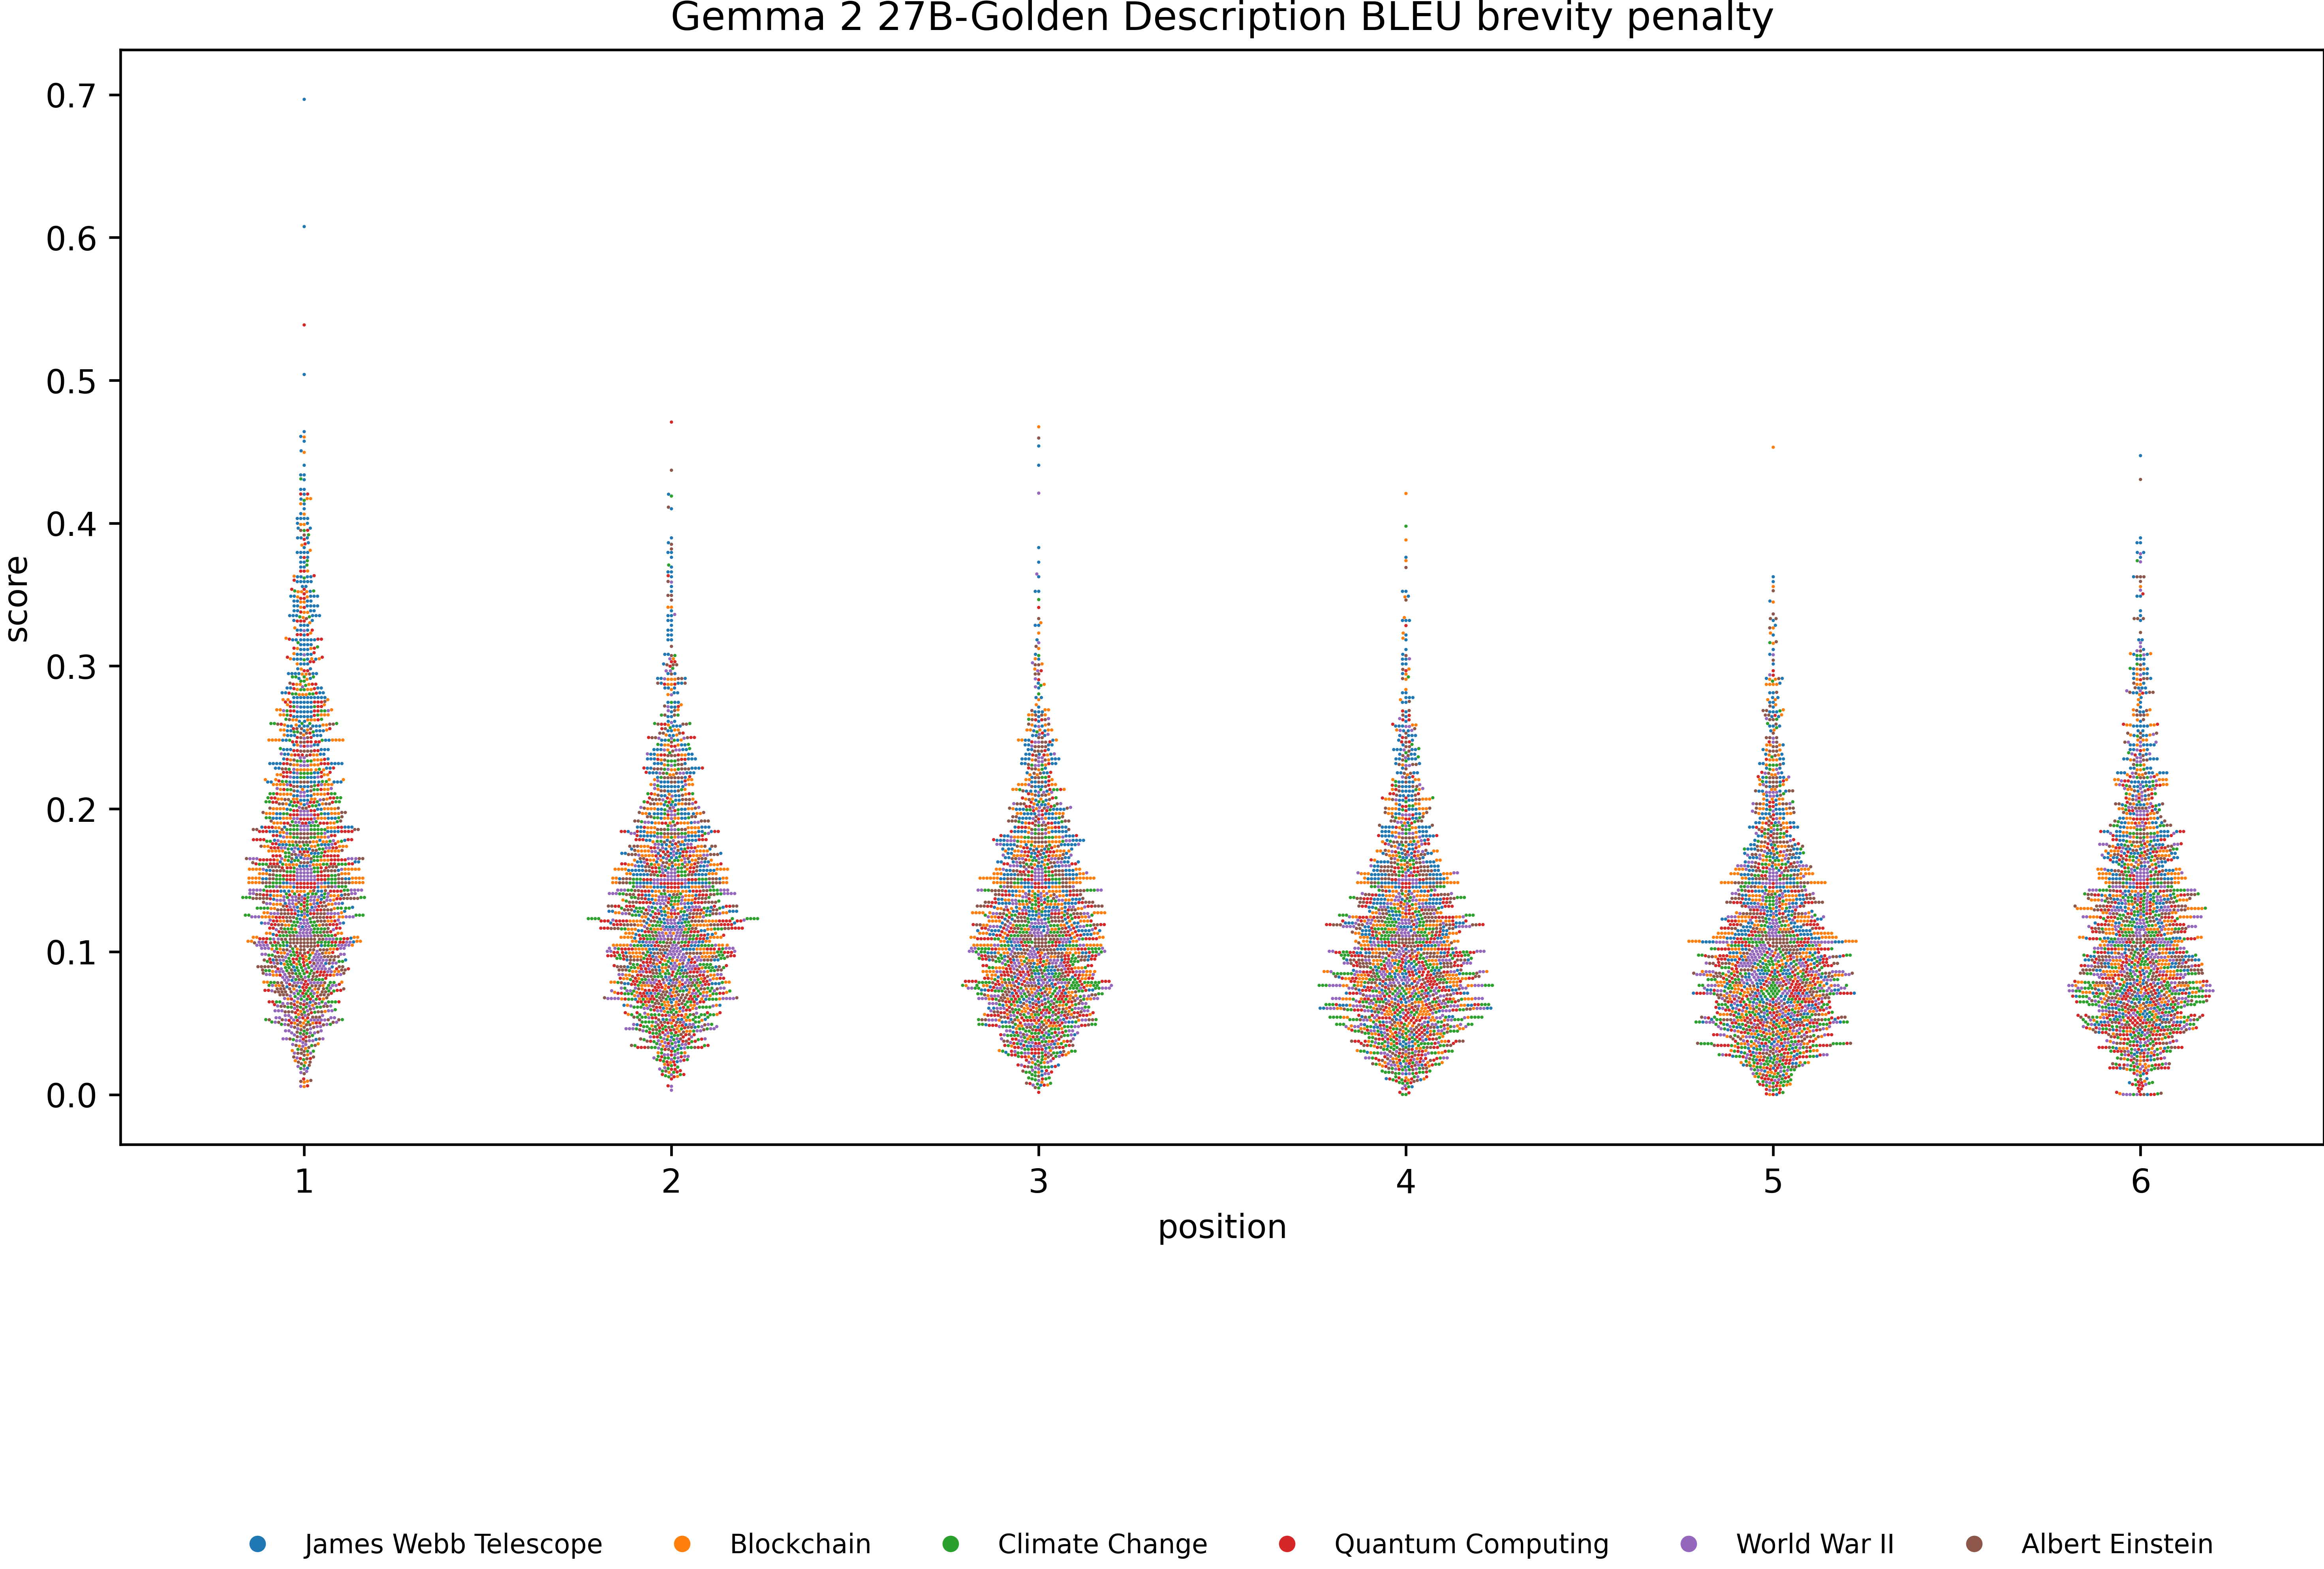 Gemma 2 27B-Golden Description BLEU brevity penalty
0.7
0.6
0.5
0.4
0.3
0.2
0.1
0.0
score
1 2 3 4 5 6
position
James Webb Telescope Blockchain Climate Change Quantum Computing World War II Albert Einstein